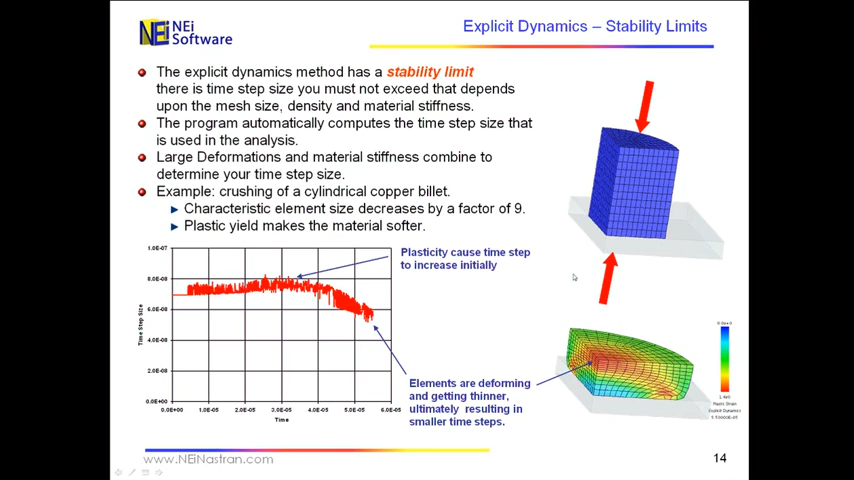 NEi
Software
NEi
Explicit Dynamics – Stability Limits
The explicit dynamics method has a stability limit
there is time step size you must not exceed that depends
upon the mesh size, density and material stiffness.
The program automatically computes the time step size that
is used in the analysis.
Large Deformations and material stiffness combine to
determine your time step size.
Example: crushing of a cylindrical copper billet.
Characteristic element size decreases by a factor of 9.
Plastic yield makes the material softer.
Plasticity cause time step
to increase initially
1.0E-07
8.0E-08
6.0E-08
4.0E-08
2.0E-08
0.0E+00
Time Step Size
0.0E+00 1.0E-05 2.0E-05 3.0E-05 4.0E-05 5.0E-05 6.0E-05
Time
Elements are deforming
and getting thinner,
ultimately resulting in
smaller time steps.
Plastic Strain
Explicit Dynamics
www.NEiNastran.com
14